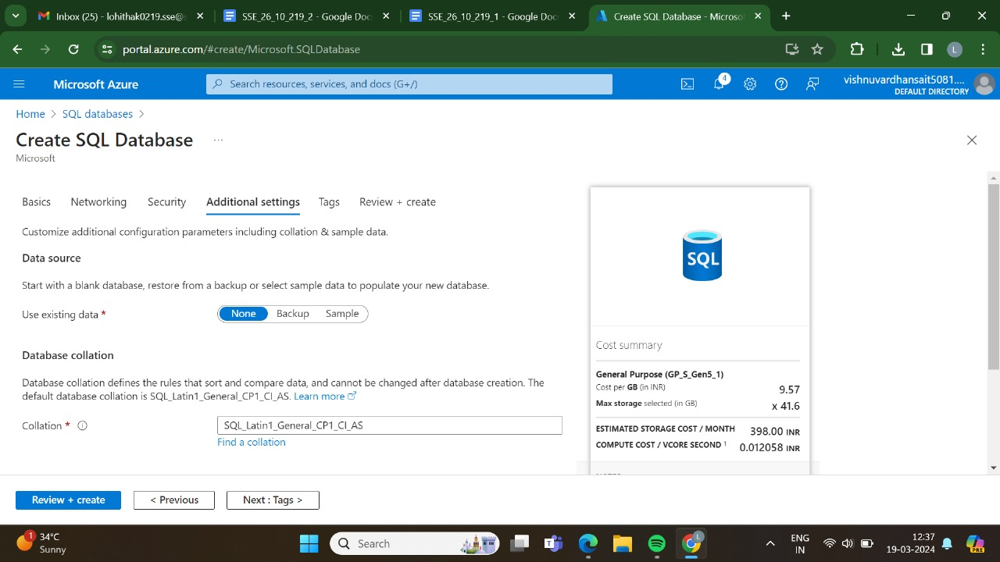 Inbox (25) - lohithak0219.sse@s
SSE_26_10_219_2 - Google Doc
SSE_26_10_219_1 - Google Doc
Create SQL Database - Microsof
portal.azure.com/#create/Microsoft.SQLDatabase
L
Microsoft Azure
Search resources, services, and docs (G+/)
4
vishnuvardhansait5081....
DEFAULT DIRECTORY
Home > SQL databases >
Create SQL Database ...
Microsoft
Basics Networking Security Additional settings Tags Review + create
Customize additional configuration parameters including collation & sample data.
Data source
Start with a blank database, restore from a backup or select sample data to populate your new database.
Use existing data *
None Backup Sample
Database collation
Database collation defines the rules that sort and compare data, and cannot be changed after database creation. The
default database collation is SQL_Latin1_General_CP1_CI_AS. Learn more
Collation *
SQL_Latin1_General_CP1_CI_AS
Find a collation
SQL
Cost summary
General Purpose (GP_S_Gen5_1)
Cost per GB (in INR) 9.57
Max storage selected (in GB) x 41.6
ESTIMATED STORAGE COST / MONTH 398.00 INR
COMPUTE COST / VCORE SECOND 1 0.012058 INR
Review + create
< Previous
Next : Tags >
1
34°C
Sunny
Search
L
ENG
IN
12:37
19-03-2024
PRE